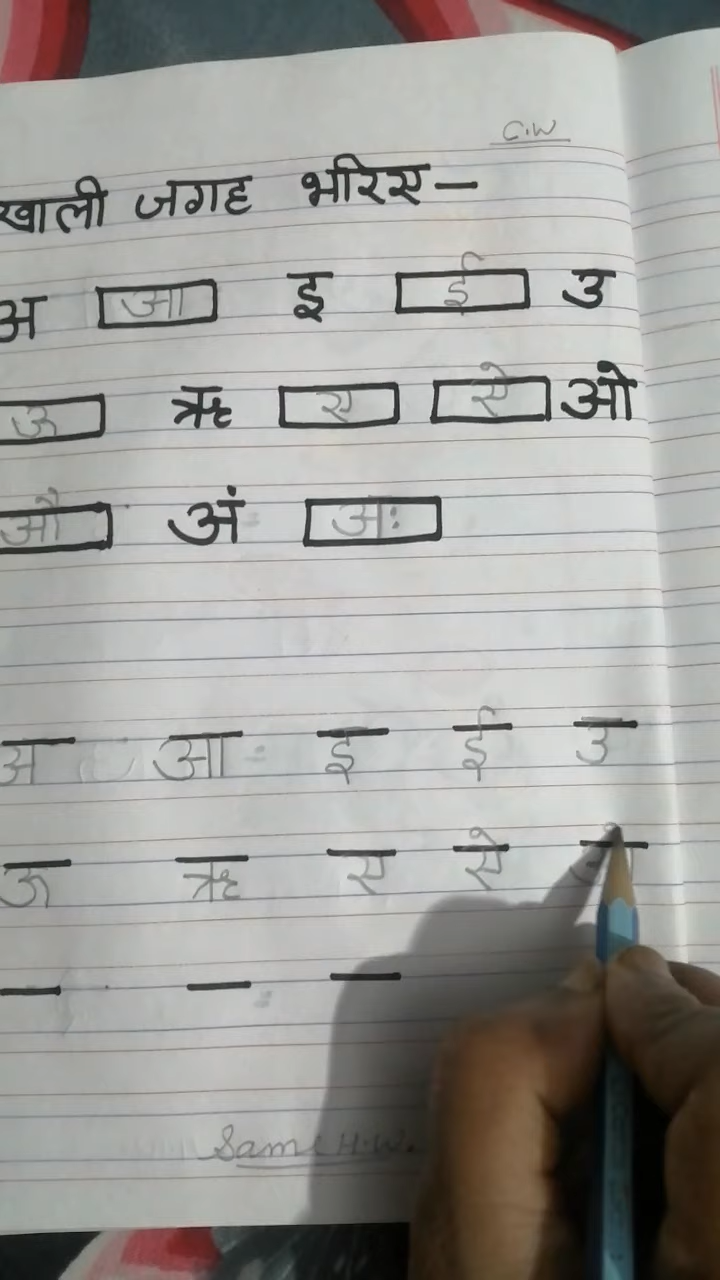 C.W
खाली जगह भरिए —
अ आ इ ई उ
ऊ ऋ ए ऐ ओ
औ अं अः
अ आ इ ई उ
ऊ ऋ ए ऐ
Same H.W.